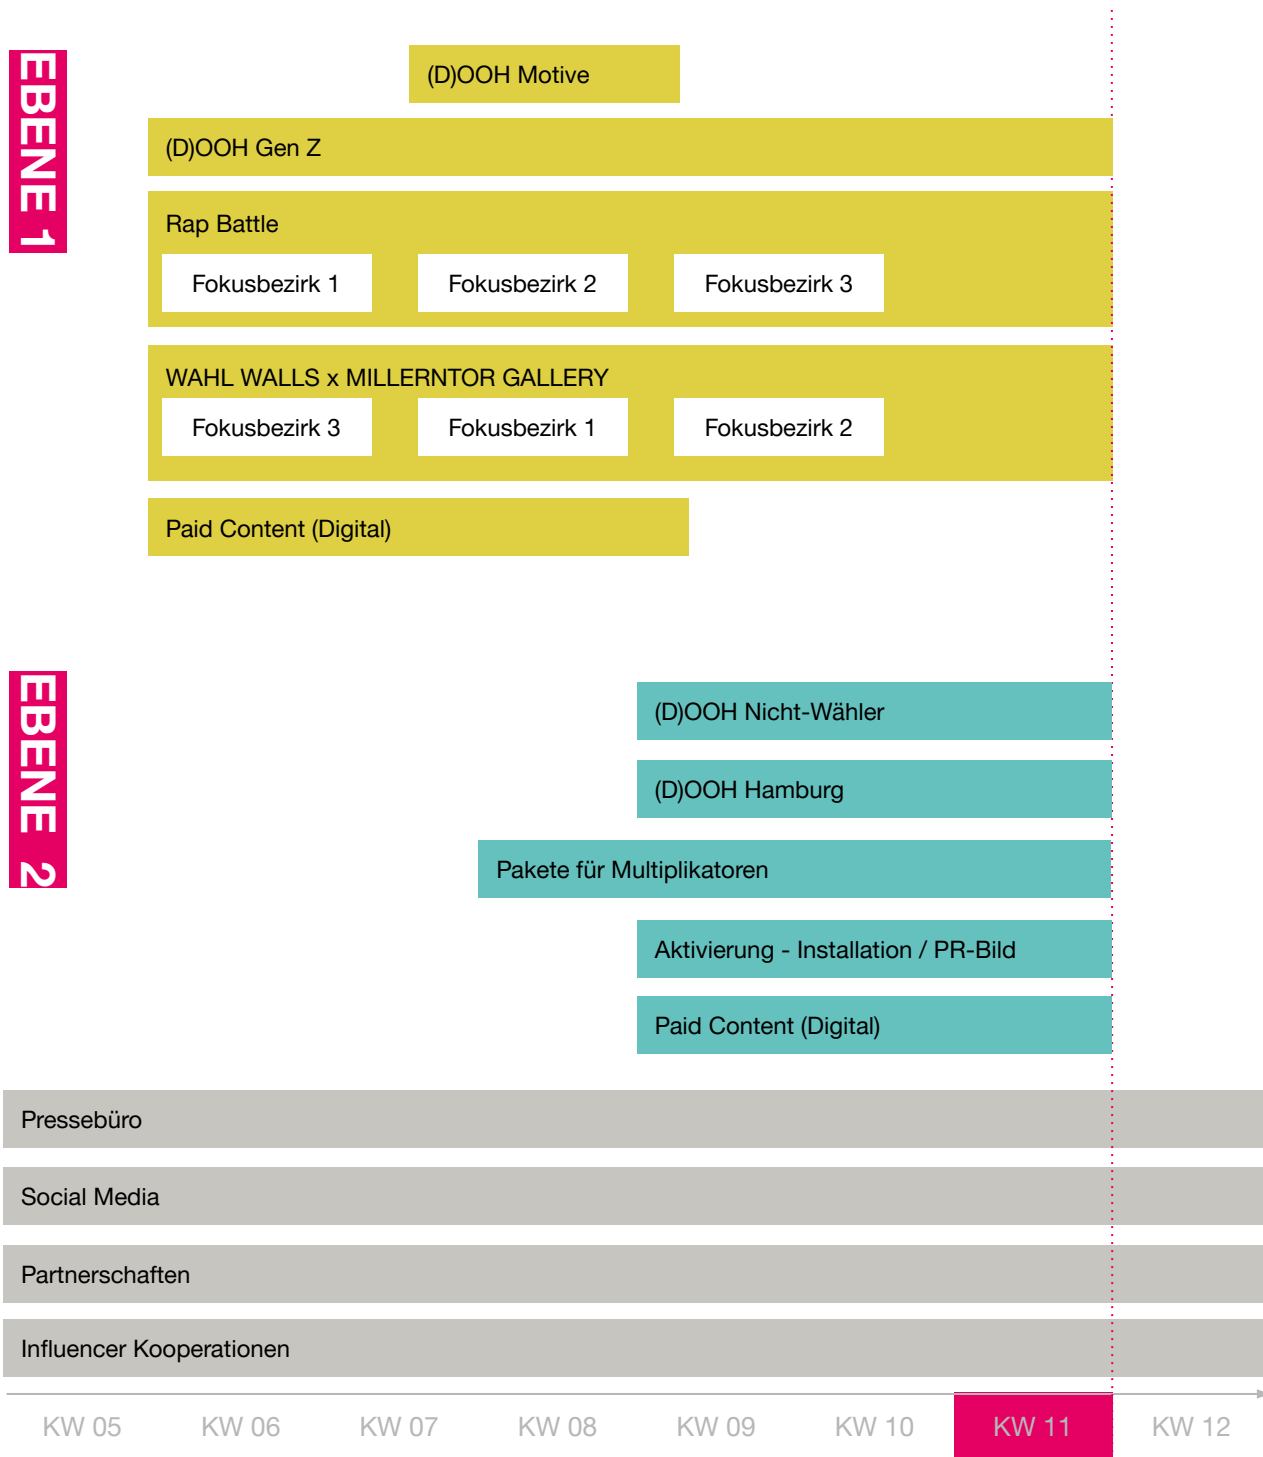 EBENE 1
(D)OOH Motive
(D)OOH Gen Z
Rap Battle
Fokusbezirk 1
Fokusbezirk 2
Fokusbezirk 3
WAHL WALLS x MILLERNTOR GALLERY
Fokusbezirk 3
Fokusbezirk 1
Fokusbezirk 2
Paid Content (Digital)
EBENE 2
(D)OOH Nicht-Wähler
(D)OOH Hamburg
Pakete für Multiplikatoren
Aktivierung - Installation / PR-Bild
Paid Content (Digital)
Pressebüro
Social Media
Partnerschaften
Influencer Kooperationen
KW 05
KW 06
KW 07
KW 08
KW 09
KW 10
KW 11
KW 12